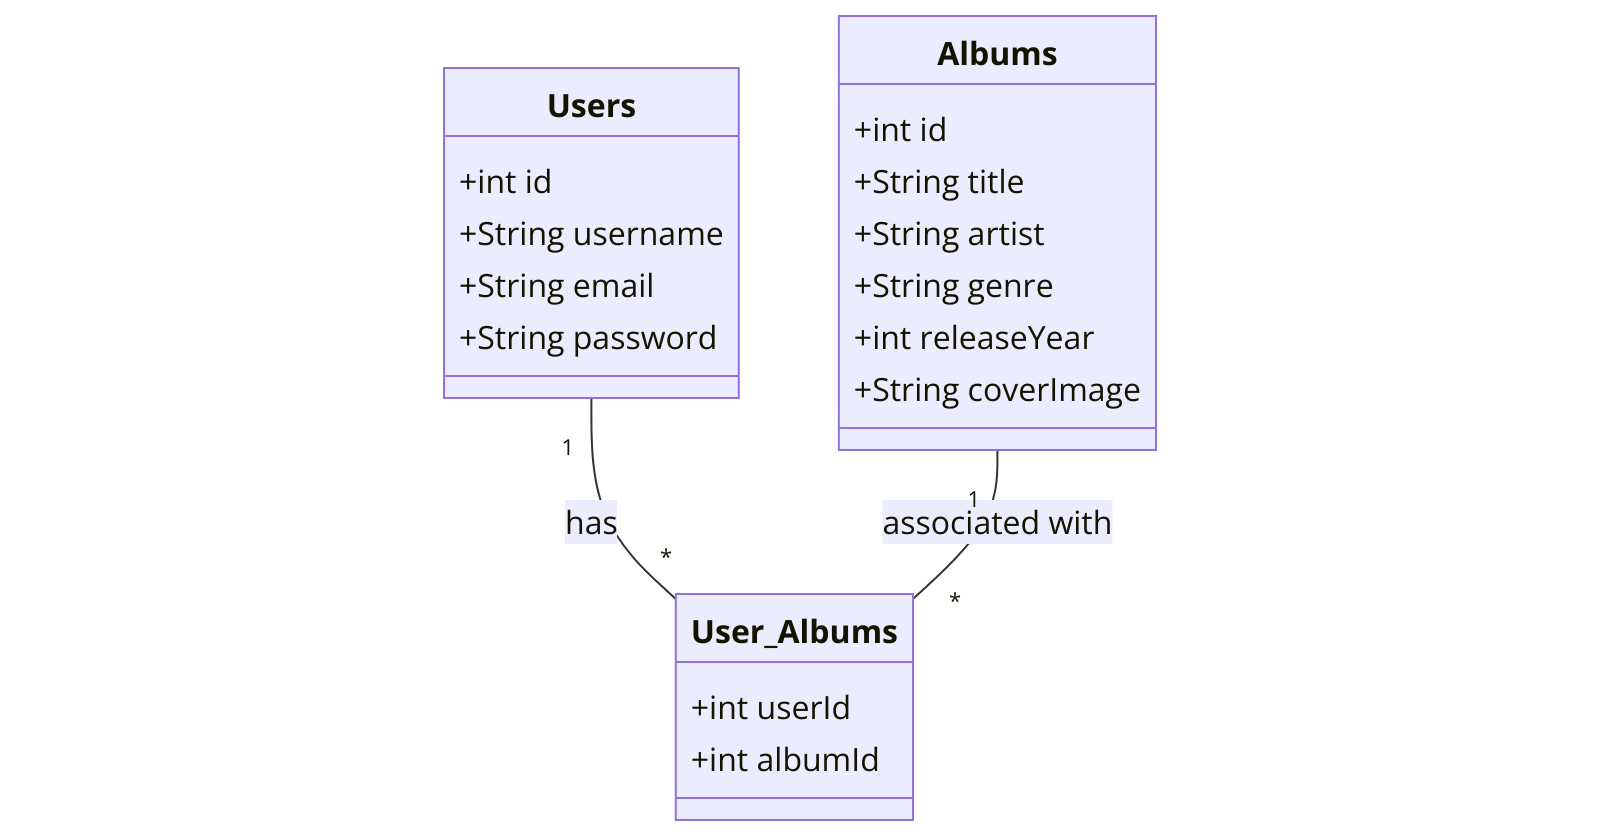 Users
+int id
+String username
+String email
+String password
Albums
+int id
+String title
+String artist
+String genre
+int releaseYear
+String coverImage
1
has
*
1
associated with
*
User_Albums
+int userId
+int albumId